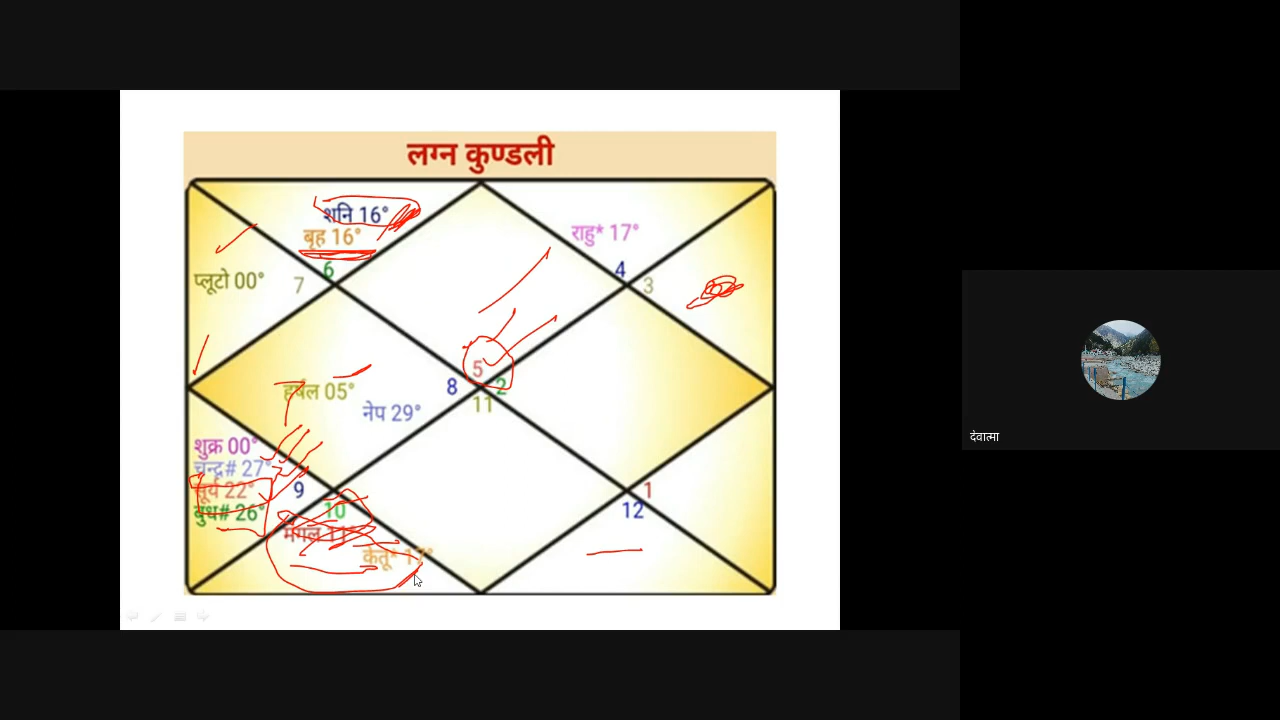 लग्न कुण्डली
शनि 16°
बृह 16°
राहु* 17°
6
4
प्लूटो 00°
7
3
5
8
2
हर्षल 05°
11
नेप 29°
शुक्र 00°
चन्द्र# 27°
सूर्य 22°
9
1
बुध# 26°
10
12
मंगल 11°
केतू* 17°
देवात्मा